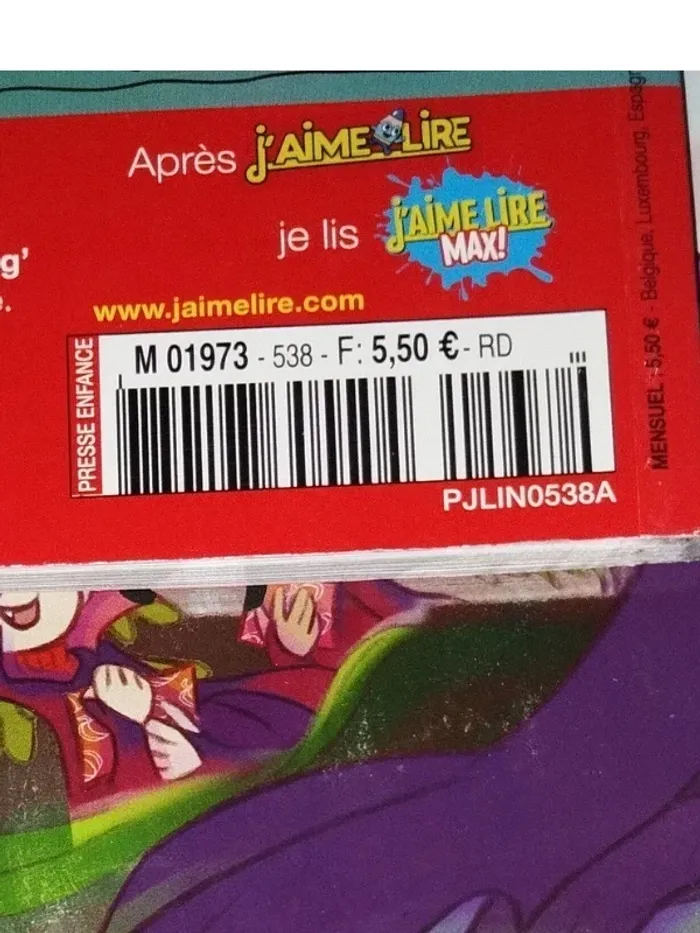 Après J'AIME LIRE
je lis J'AIME LIRE MAX!
g'
e.
www.jaimelire.com
PRESSE ENFANCE
M 01973 - 538 - F: 5,50 € - RD
PJLIN0538A
MENSUEL : 5,50 € - Belgique, Luxembourg, Espag